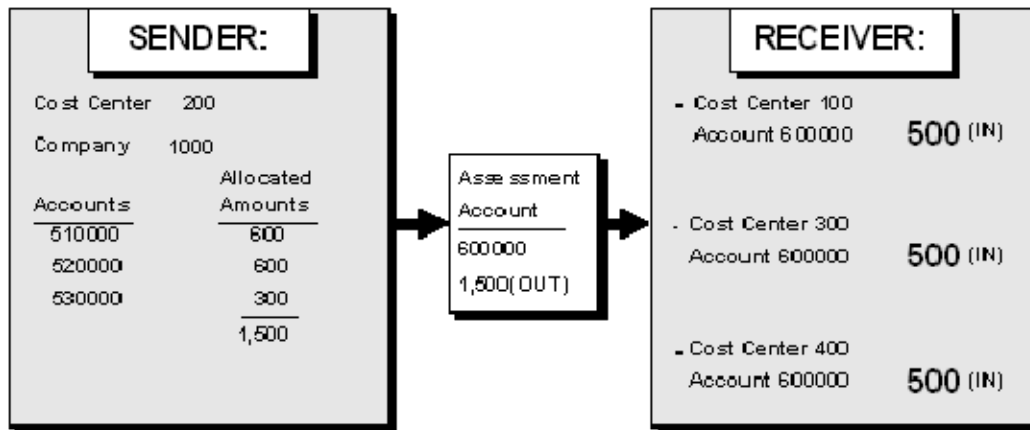 SENDER:
Cost Center 200
Company 1000
Allocated
Accounts Amounts
510000 600
520000 600
530000 300
1,500
Assessment
Account
600000
1,500(OUT)
RECEIVER:
- Cost Center 100
Account 600000 500 (IN)
- Cost Center 300
Account 600000 500 (IN)
- Cost Center 400
Account 600000 500 (IN)